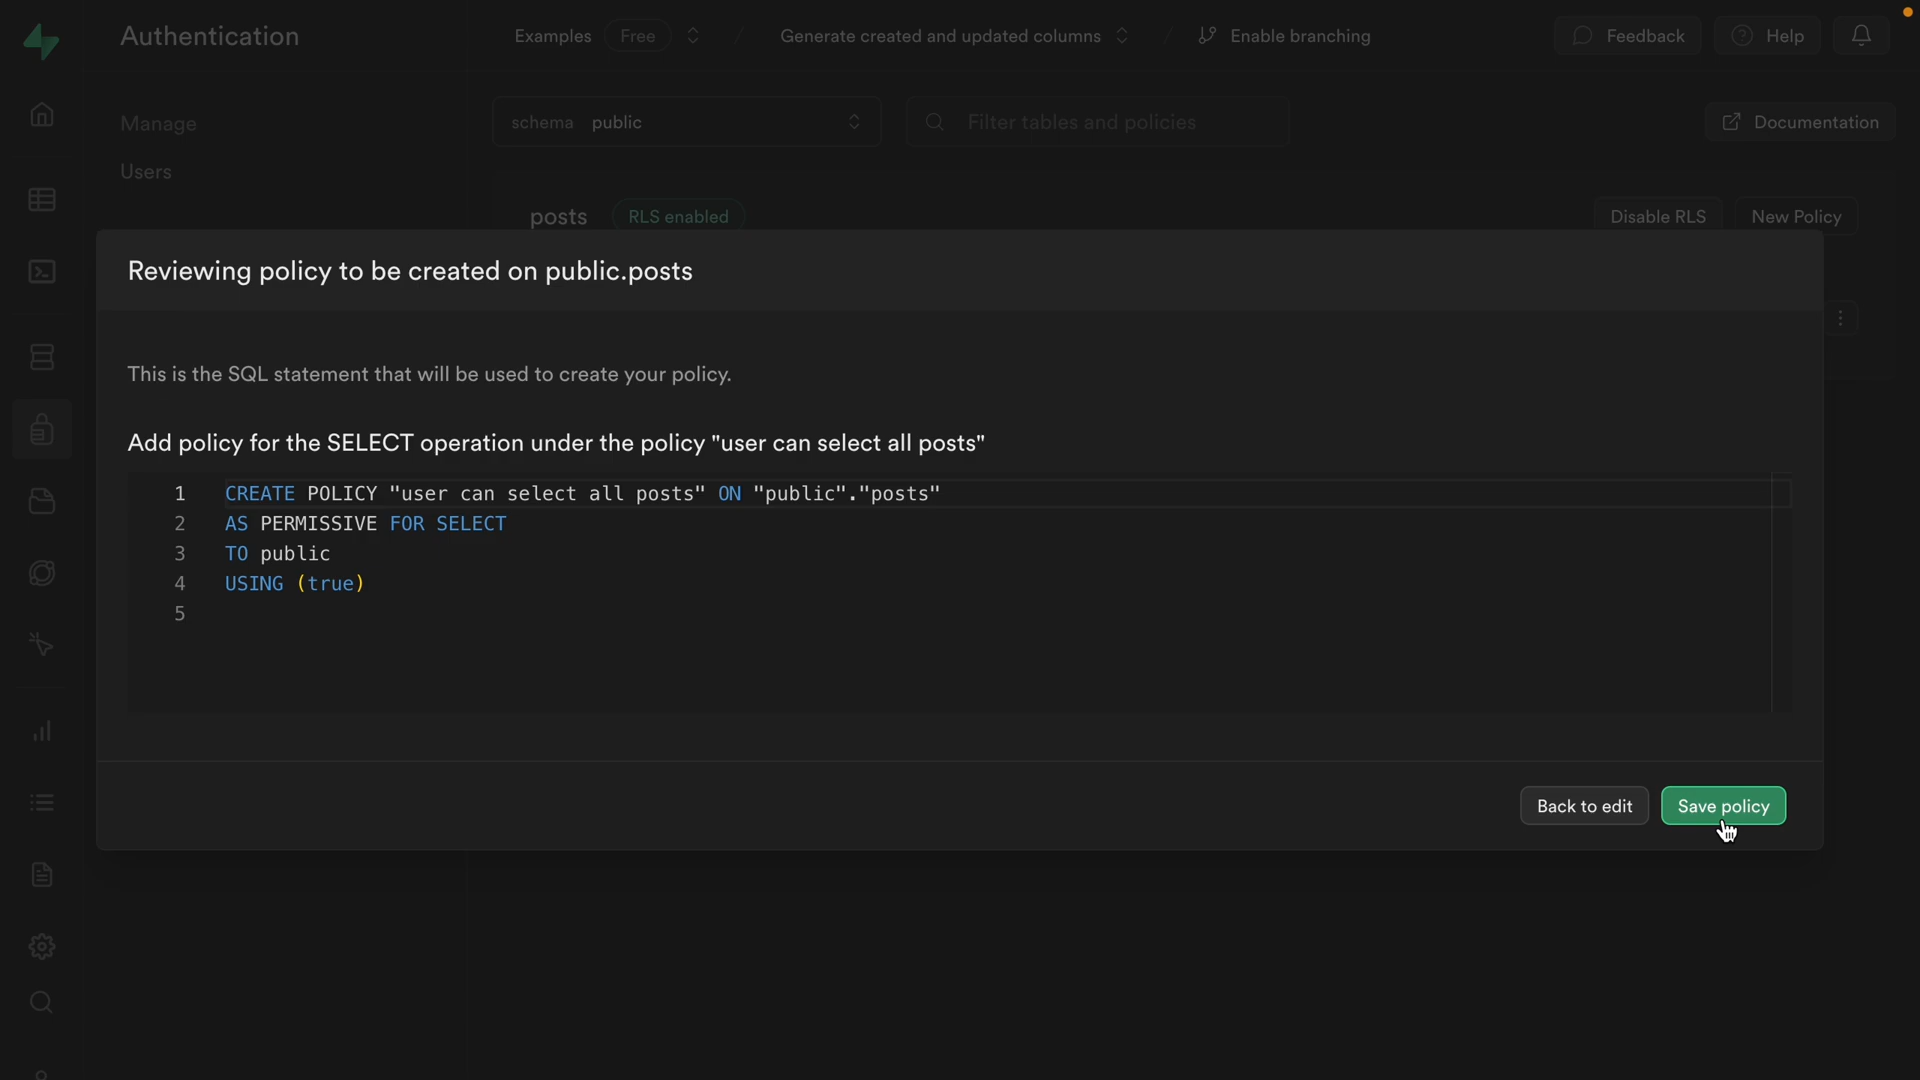 Authentication
Examples Free Generate created and updated columns Enable branching Feedback Help
Manage
Users
schema public Filter tables and policies Documentation
posts RLS enabled Disable RLS New Policy
Reviewing policy to be created on public.posts
This is the SQL statement that will be used to create your policy.
Add policy for the SELECT operation under the policy "user can select all posts"
1 CREATE POLICY "user can select all posts" ON "public"."posts"
2 AS PERMISSIVE FOR SELECT
3 TO public
4 USING (true)
5
Back to edit Save policy